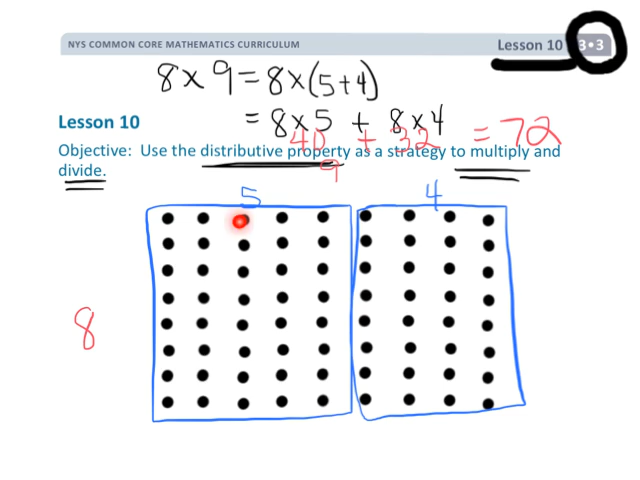 NYS COMMON CORE MATHEMATICS CURRICULUM Lesson 10 3•3
8 x 9 = 8 x (5+4)
= 8 x 5 + 8 x 4
Lesson 10
40 + 32 = 72
Objective: Use the distributive property as a strategy to multiply and
divide.
9
5 4
8